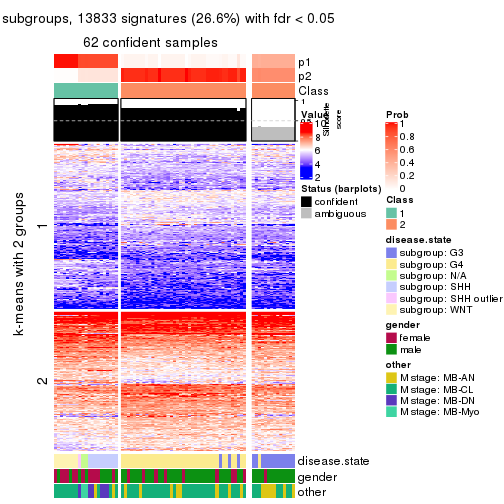 subgroups, 13833 signatures (26.6%) with fdr < 0.05
62 confident samples
p1
p2
Class
1
Silhouette
score
Value
10
8
6
4
2
Status (barplots)
confident
ambiguous
Prob
1
0.8
0.6
0.4
0.2
0
Class
1
2
disease.state
subgroup: G3
subgroup: G4
subgroup: N/A
subgroup: SHH
subgroup: SHH outlier
subgroup: WNT
gender
female
male
other
M stage: MB-AN
M stage: MB-CL
M stage: MB-DN
M stage: MB-Myo
k-means with 2 groups
1
2
disease.state
gender
other